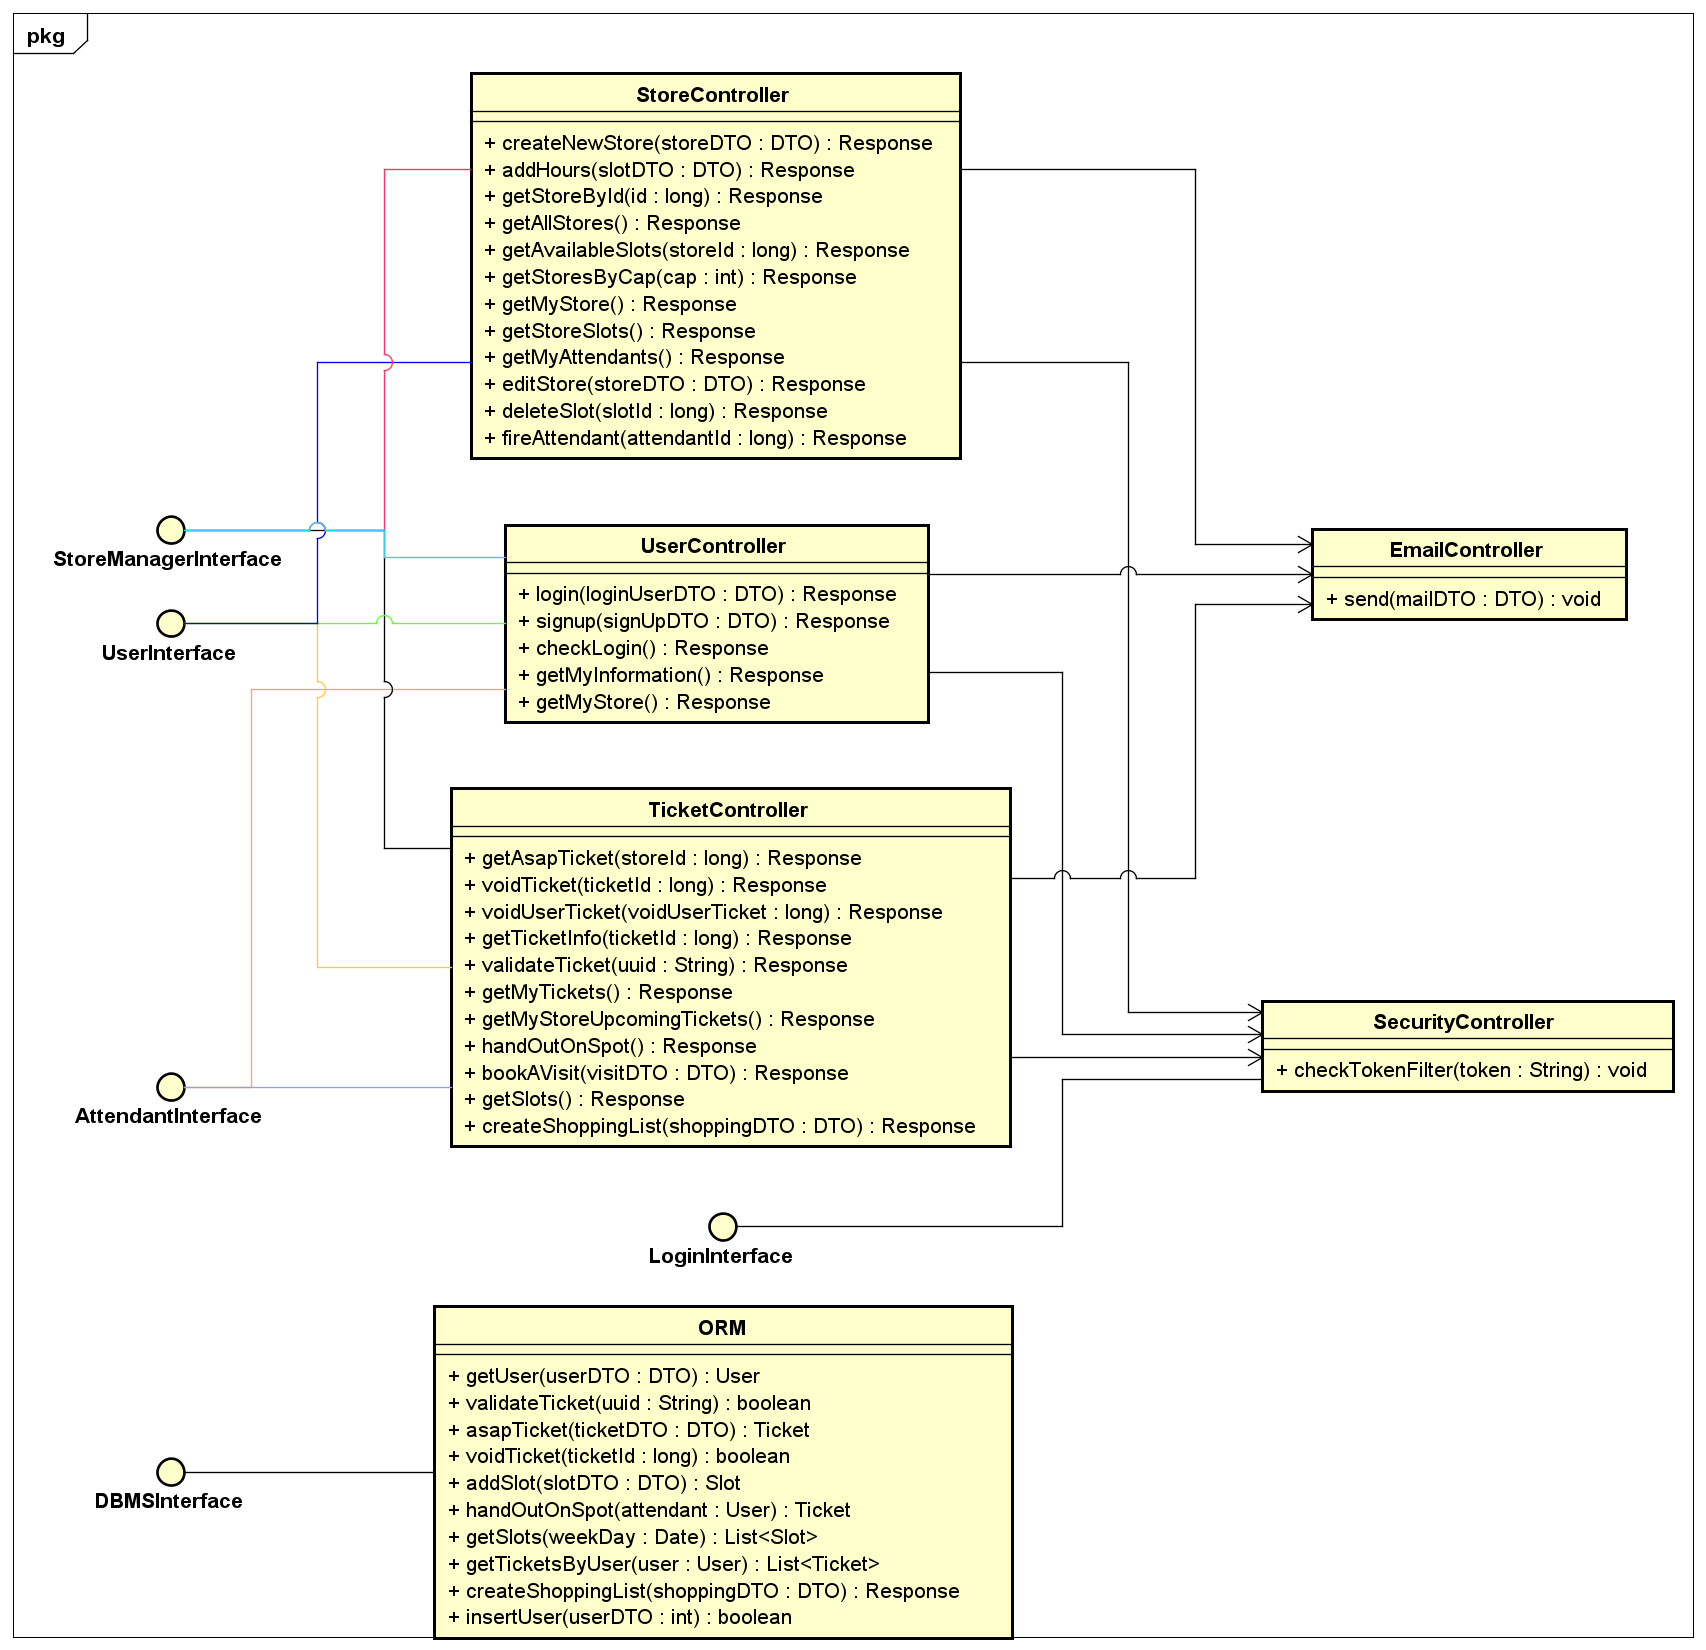 pkg
StoreController
+ createNewStore(storeDTO : DTO) : Response
+ addHours(slotDTO : DTO) : Response
+ getStoreById(id : long) : Response
+ getAllStores() : Response
+ getAvailableSlots(storeId : long) : Response
+ getStoresByCap(cap : int) : Response
+ getMyStore() : Response
+ getStoreSlots() : Response
+ getMyAttendants() : Response
+ editStore(storeDTO : DTO) : Response
+ deleteSlot(slotId : long) : Response
+ fireAttendant(attendantId : long) : Response
StoreManagerInterface
UserInterface
UserController
+ login(loginUserDTO : DTO) : Response
+ signup(signUpDTO : DTO) : Response
+ checkLogin() : Response
+ getMyInformation() : Response
+ getMyStore() : Response
EmailController
+ send(mailDTO : DTO) : void
TicketController
+ getAsapTicket(storeId : long) : Response
+ voidTicket(ticketId : long) : Response
+ voidUserTicket(voidUserTicket : long) : Response
+ getTicketInfo(ticketId : long) : Response
+ validateTicket(uuid : String) : Response
+ getMyTickets() : Response
+ getMyStoreUpcomingTickets() : Response
+ handOutOnSpot() : Response
+ bookAVisit(visitDTO : DTO) : Response
+ getSlots() : Response
+ createShoppingList(shoppingDTO : DTO) : Response
AttendantInterface
SecurityController
+ checkTokenFilter(token : String) : void
LoginInterface
ORM
+ getUser(userDTO : DTO) : User
+ validateTicket(uuid : String) : boolean
+ asapTicket(ticketDTO : DTO) : Ticket
+ voidTicket(ticketId : long) : boolean
+ addSlot(slotDTO : DTO) : Slot
+ handOutOnSpot(attendant : User) : Ticket
+ getSlots(weekDay : Date) : List<Slot>
+ getTicketsByUser(user : User) : List<Ticket>
+ createShoppingList(shoppingDTO : DTO) : Response
+ insertUser(userDTO : int) : boolean
DBMSInterface